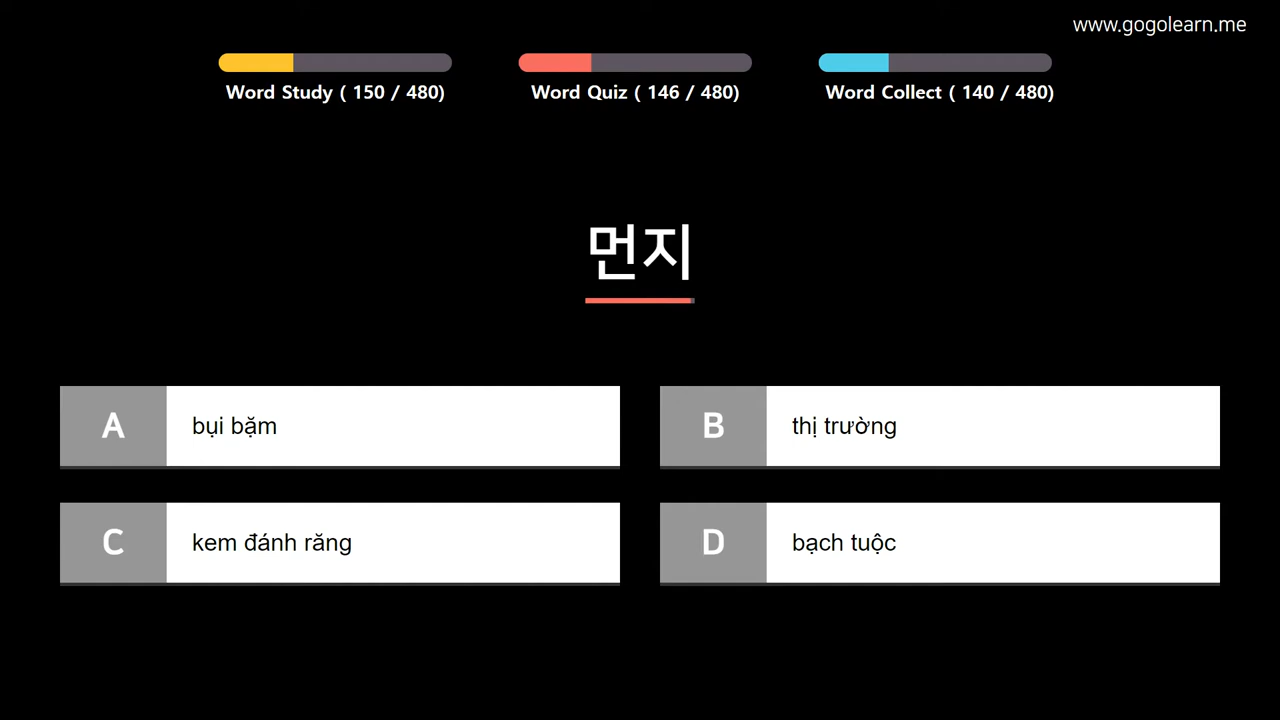 www.gogolearn.me
Word Study ( 150 / 480)
Word Quiz ( 146 / 480)
Word Collect ( 140 / 480)
먼지
A
bụi bặm
B
thị trường
C
kem đánh răng
D
bạch tuộc